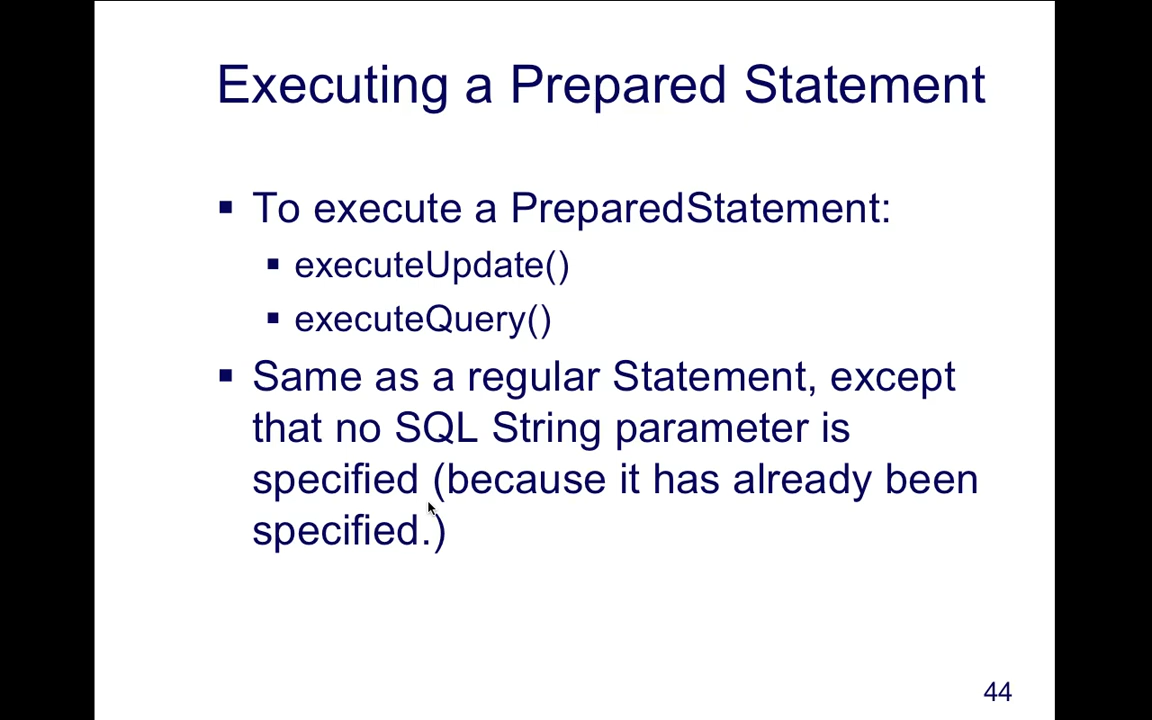 Executing a Prepared Statement
▪ To execute a PreparedStatement:
▪ executeUpdate()
▪ executeQuery()
▪ Same as a regular Statement, except
that no SQL String parameter is
specified (because it has already been
specified.)
44